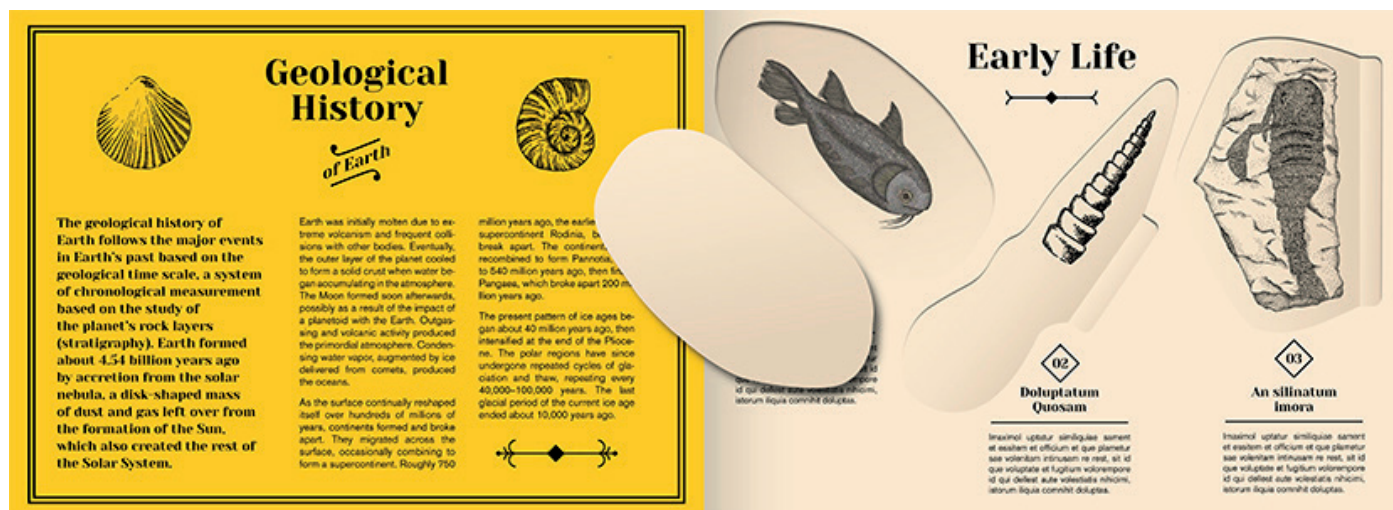 Geological
History
of Earth
The geological history of
Earth follows the major events
in Earth's past based on the
geological time scale, a system
of chronological measurement
based on the study of
the planet's rock layers
(stratigraphy). Earth formed
about 4.54 billion years ago
by accretion from the solar
nebula, a disk-shaped mass
of dust and gas left over from
the formation of the Sun,
which also created the rest of
the Solar System.
Earth was initially molten due to ex-
treme volcanism and frequent colli-
sions with other bodies. Eventually,
the outer layer of the planet cooled
to form a solid crust when water be-
gan accumulating in the atmosphere.
The Moon formed soon afterwards,
possibly as a result of the impact of
a planetoid with the Earth. Outgas-
sing and volcanic activity produced
the primordial atmosphere. Conden-
sing water vapor, augmented by ice
delivered from comets, produced
the oceans.
As the surface continually reshaped
itself over hundreds of millions of
years, continents formed and broke
apart. They migrated across the
surface, occasionally combining to
form a supercontinent. Roughly 750
million years ago, the earlie
supercontinent Rodinia, b
break apart. The continent
recombined to form Pannotia,
to 540 million years ago, then fin
Pangaea, which broke apart 200 m
llion years ago.
The present pattern of ice ages be-
gan about 40 million years ago, then
intensified at the end of the Plioce-
ne. The polar regions have since
undergone repeated cycles of gla-
ciation and thaw, repeating every
40,000–100,000 years. The last
glacial period of the current ice age
ended about 10,000 years ago.
Early Life
id qui dellest aute volestiatis nihicimi,
istorum iliquia comnihit doluptas.
02
Doluptatum
Quosam
Imaximol uptatur similiquiae sament
et essitem et officium et que plametur
sae volenitam intinusam re rest, sit id
que voluptate et fugitium volorempore
id qui dellest aute volestiatis nihicimi,
istorum iliquia comnihit doluptas.
03
An silinatum
imora
Imaximol uptatur similiquiae sament
et essitem et officium et que plametur
sae volenitam intinusam re rest, sit id
que voluptate et fugitium volorempore
id qui dellest aute volestiatis nihicimi,
istorum iliquia comnihit doluptas.